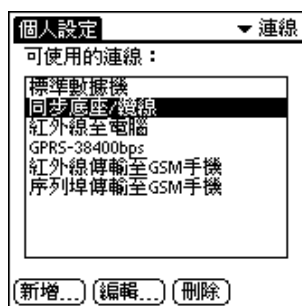 個人設定
▼ 連線
可使用的連線：
標準數據機
同步底座/纜線
紅外線至電腦
GPRS-38400bps
紅外線傳輸至GSM手機
序列埠傳輸至GSM手機
新增...
編輯...
刪除